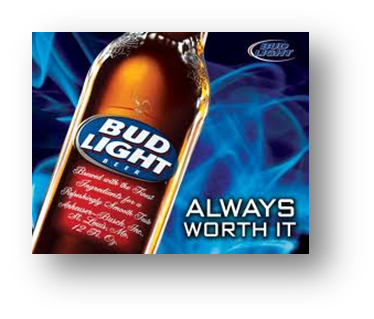 BUD
LIGHT
BUD
LIGHT
BEER
Brewed with the Finest
Ingredients for a
Refreshingly Smooth Taste
Anheuser-Busch, Inc.
St. Louis, Mo.
12 Fl. Oz.
ALWAYS
WORTH IT